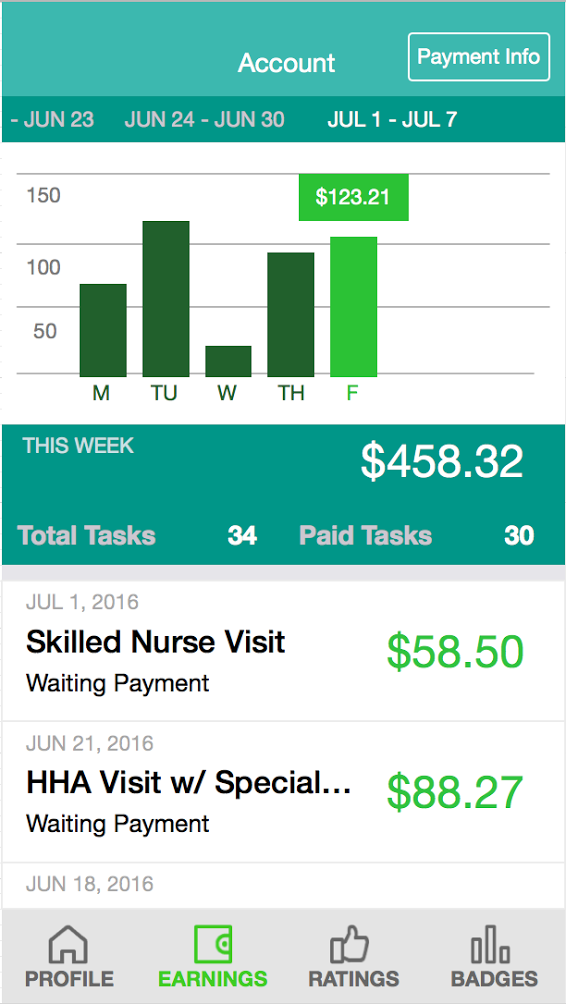 Account
Payment Info
- JUN 23 JUN 24 - JUN 30 JUL 1 - JUL 7
150
$123.21
100
50
M TU W TH F
THIS WEEK
$458.32
Total Tasks 34 Paid Tasks 30
JUL 1, 2016
Skilled Nurse Visit
$58.50
Waiting Payment
JUN 21, 2016
HHA Visit w/ Special...
$88.27
Waiting Payment
JUN 18, 2016
PROFILE EARNINGS RATINGS BADGES